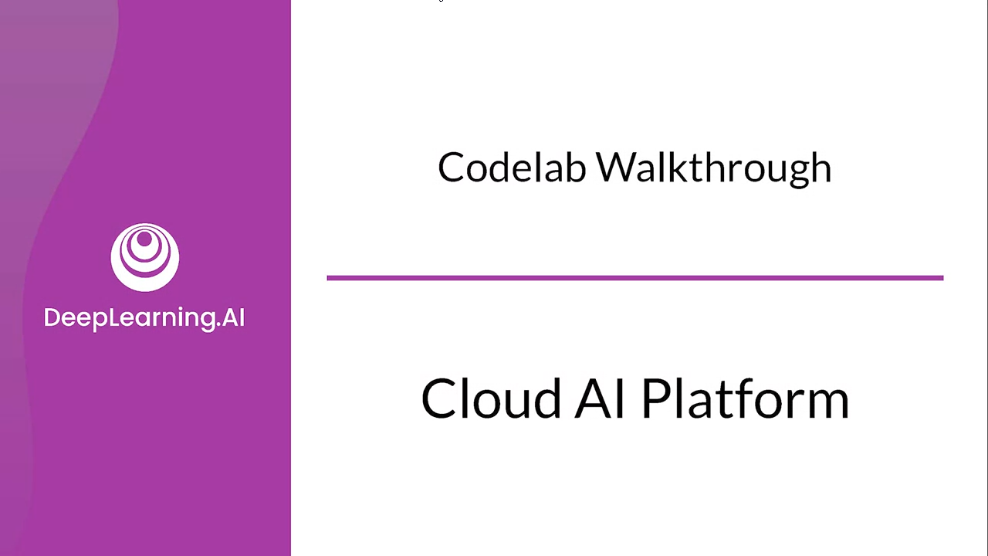 Codelab Walkthrough
DeepLearning.AI
Cloud AI Platform